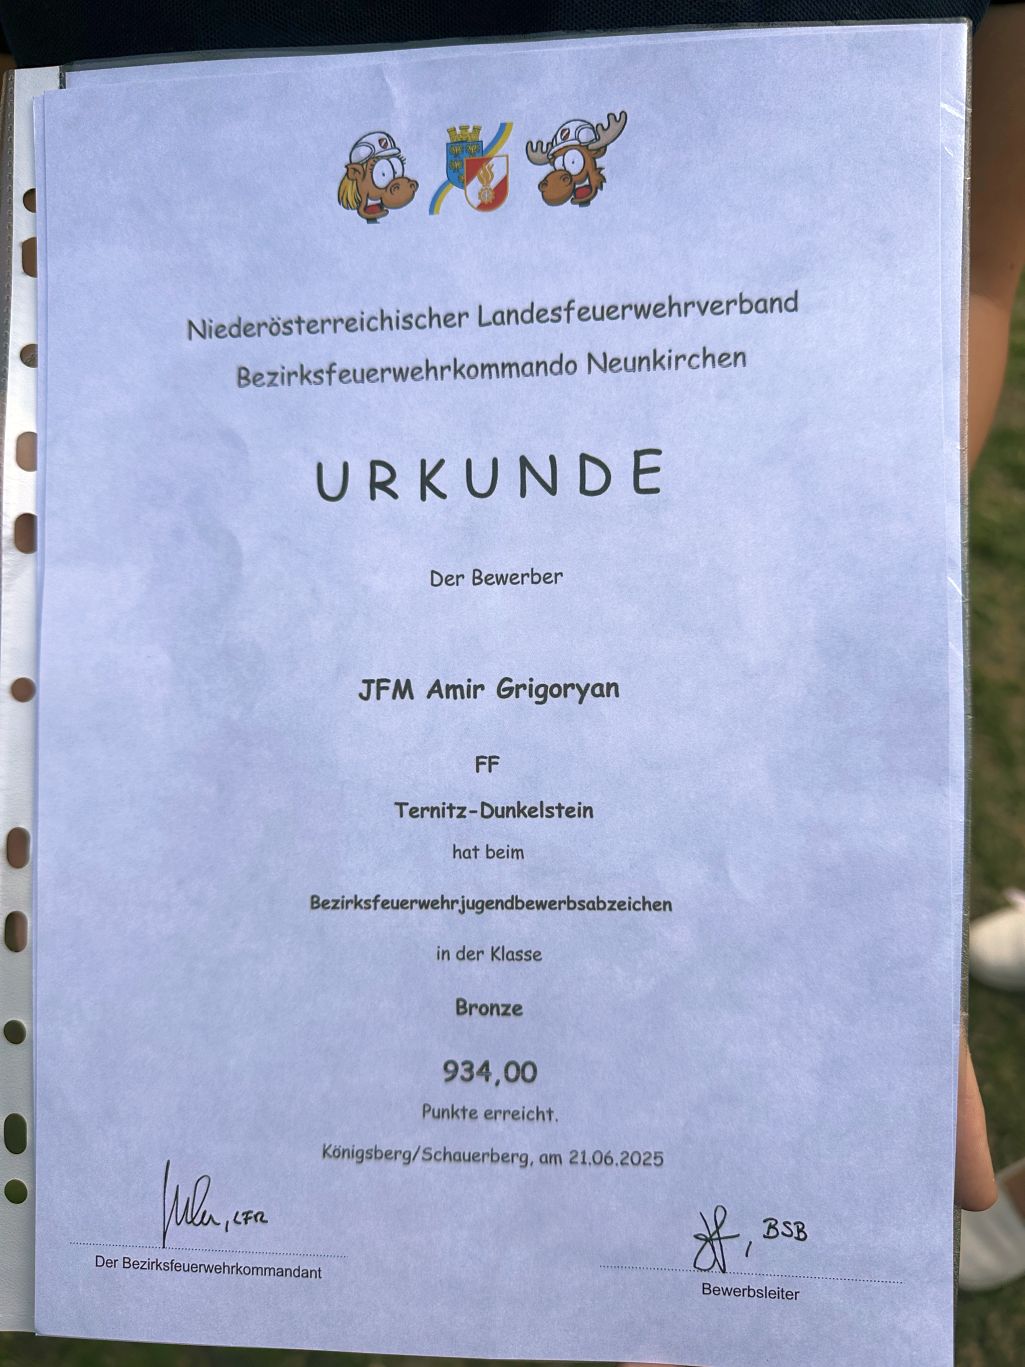 Niederösterreichischer Landesfeuerwehrverband
Bezirksfeuerwehrkommando Neunkirchen
URKUNDE
Der Bewerber
JFM Amir Grigoryan
FF
Ternitz-Dunkelstein
hat beim
Bezirksfeuerwehrjugendbewerbsabzeichen
in der Klasse
Bronze
934,00
Punkte erreicht.
Königsberg/Schauerberg, am 21.06.2025
, LFR
, BSB
Der Bezirksfeuerwehrkommandant
Bewerbsleiter